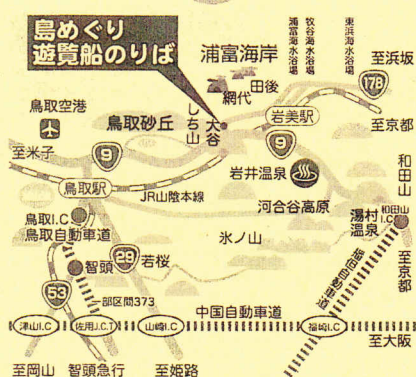 島めぐり
遊覧船のりば
浦富海岸
浦富海水浴場
牧谷海水浴場
東浜海水浴場
至浜坂
178
田後
網代
鳥取空港
鳥取砂丘
しち山
大谷
岩美駅
至京都
至米子
9
9
鳥取駅
JR山陰本線
岩井温泉
和田山
河合谷高原
湯村温泉
和田山I.C
鳥取I.C
鳥取自動車道
氷ノ山
至京都
智頭
29
若桜
53
一部区間373
中国自動車道
津山I.C
佐用J.C.T
山崎I.C
福崎I.C
至大阪
至岡山
智頭急行
至姫路